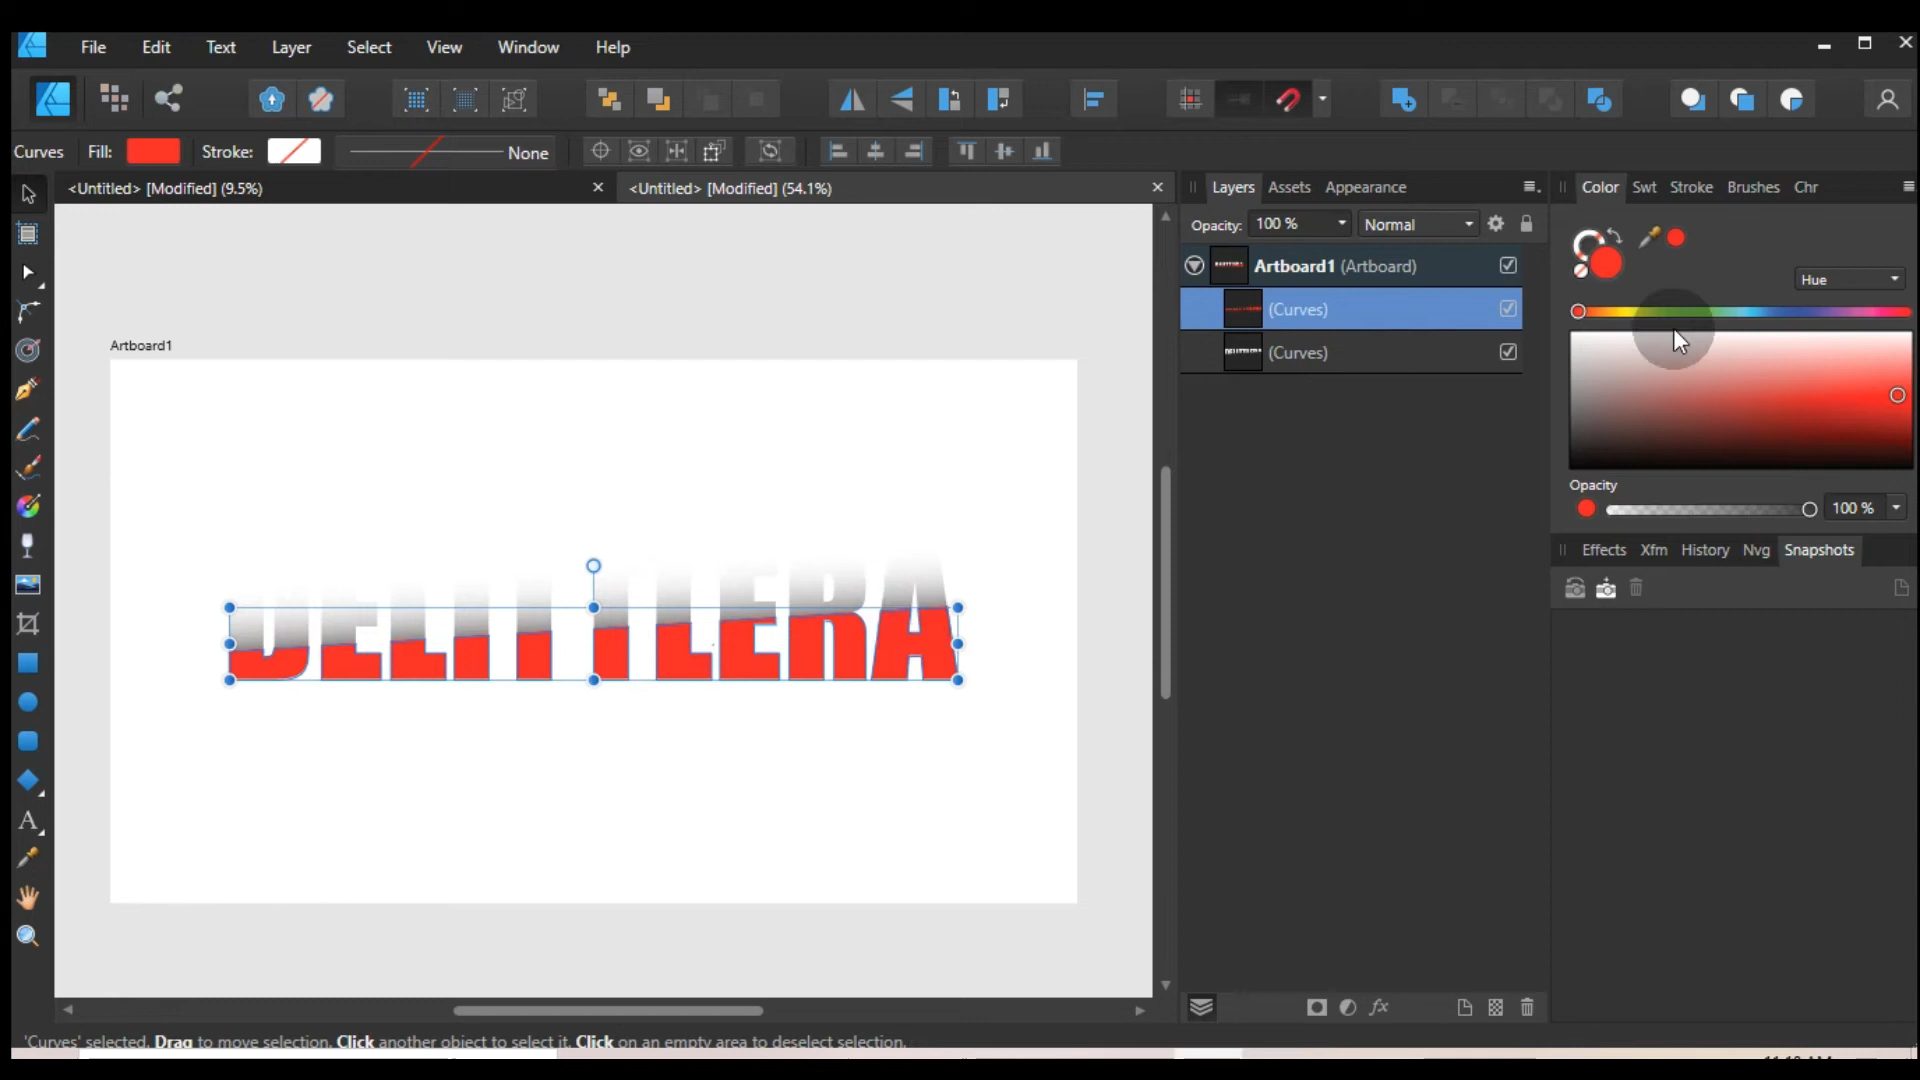 File Edit Text Layer Select View Window Help
Curves Fill: Stroke: None
<Untitled> [Modified] (9.5%) <Untitled> [Modified] (54.1%)
Layers Assets Appearance
Color Swt Stroke Brushes Chr
Opacity: 100 % Normal
Artboard1 (Artboard)
Hue
(Curves)
(Curves)
Artboard1
Opacity
100 %
Effects Xfm History Nvg Snapshots
'Curves' selected. Drag to move selection. Click another object to select it. Click on an empty area to deselect selection.